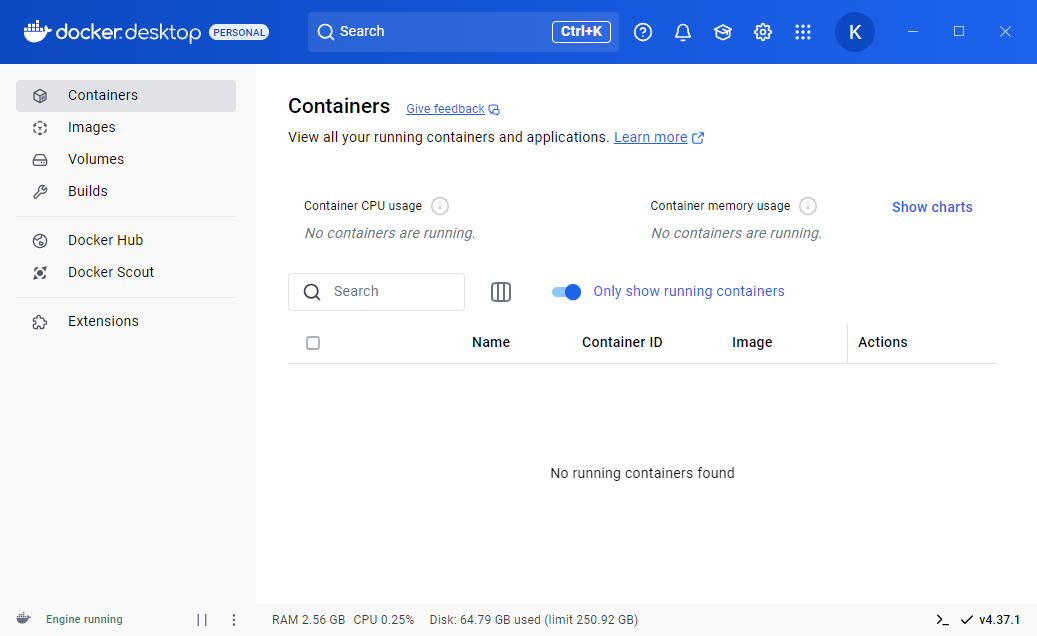 docker.desktop PERSONAL Search Ctrl+K K
Containers
Images
Volumes
Builds
Docker Hub
Docker Scout
Extensions
Containers Give feedback
View all your running containers and applications. Learn more
Container CPU usage Container memory usage Show charts
No containers are running. No containers are running.
Search Only show running containers
Name Container ID Image Actions
No running containers found
Engine running RAM 2.56 GB CPU 0.25% Disk: 64.79 GB used (limit 250.92 GB) v4.37.1